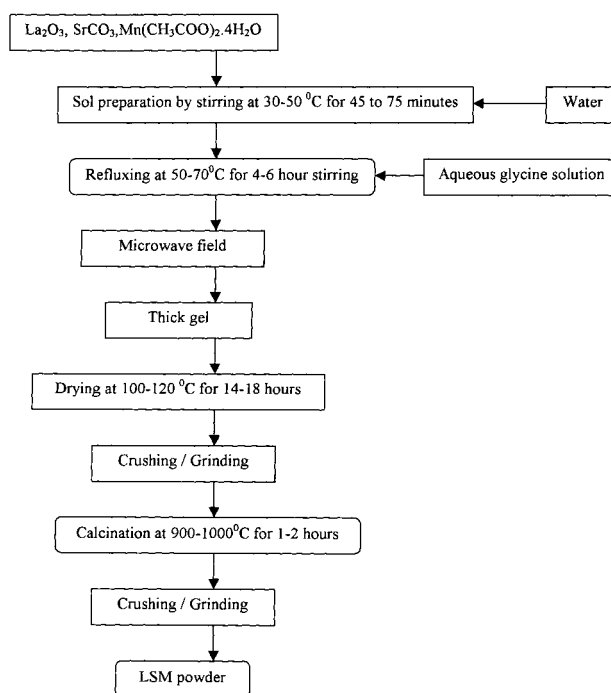 La₂O₃, SrCO₃,Mn(CH₃COO)₂.4H₂O
Sol preparation by stirring at 30-50 ⁰C for 45 to 75 minutes
Water
Refluxing at 50-70⁰C for 4-6 hour stirring
Aqueous glycine solution
Microwave field
Thick gel
Drying at 100-120 ⁰C for 14-18 hours
Crushing / Grinding
Calcination at 900-1000⁰C for 1-2 hours
Crushing / Grinding
LSM powder